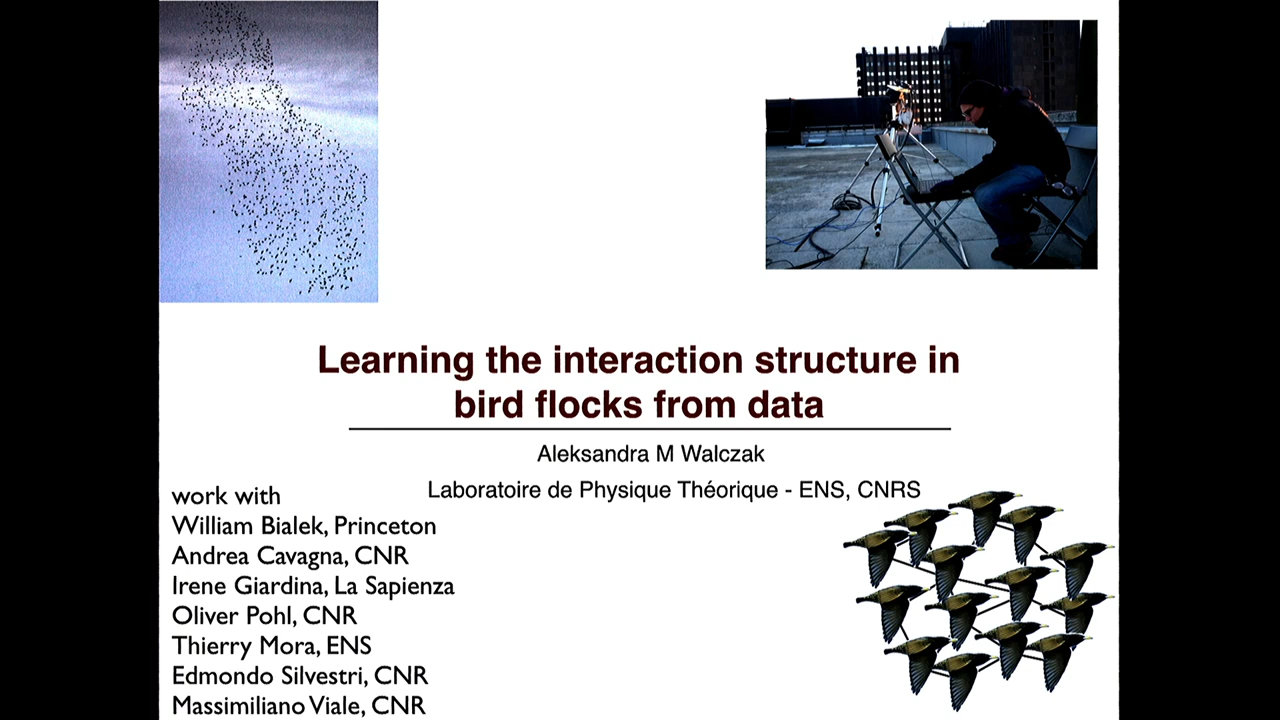 Learning the interaction structure in
bird flocks from data
Aleksandra M Walczak
Laboratoire de Physique Théorique - ENS, CNRS
work with
William Bialek, Princeton
Andrea Cavagna, CNR
Irene Giardina, La Sapienza
Oliver Pohl, CNR
Thierry Mora, ENS
Edmondo Silvestri, CNR
Massimiliano Viale, CNR